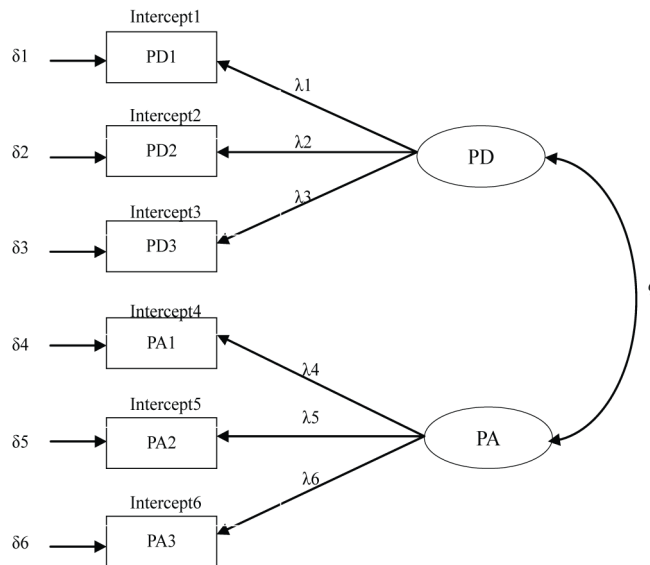 Intercept1
δ1
PD1
λ1
Intercept2
δ2
PD2
λ2
PD
Intercept3
δ3
PD3
λ3
Intercept4
δ4
PA1
λ4
Intercept5
δ5
PA2
λ5
PA
Intercept6
δ6
PA3
λ6